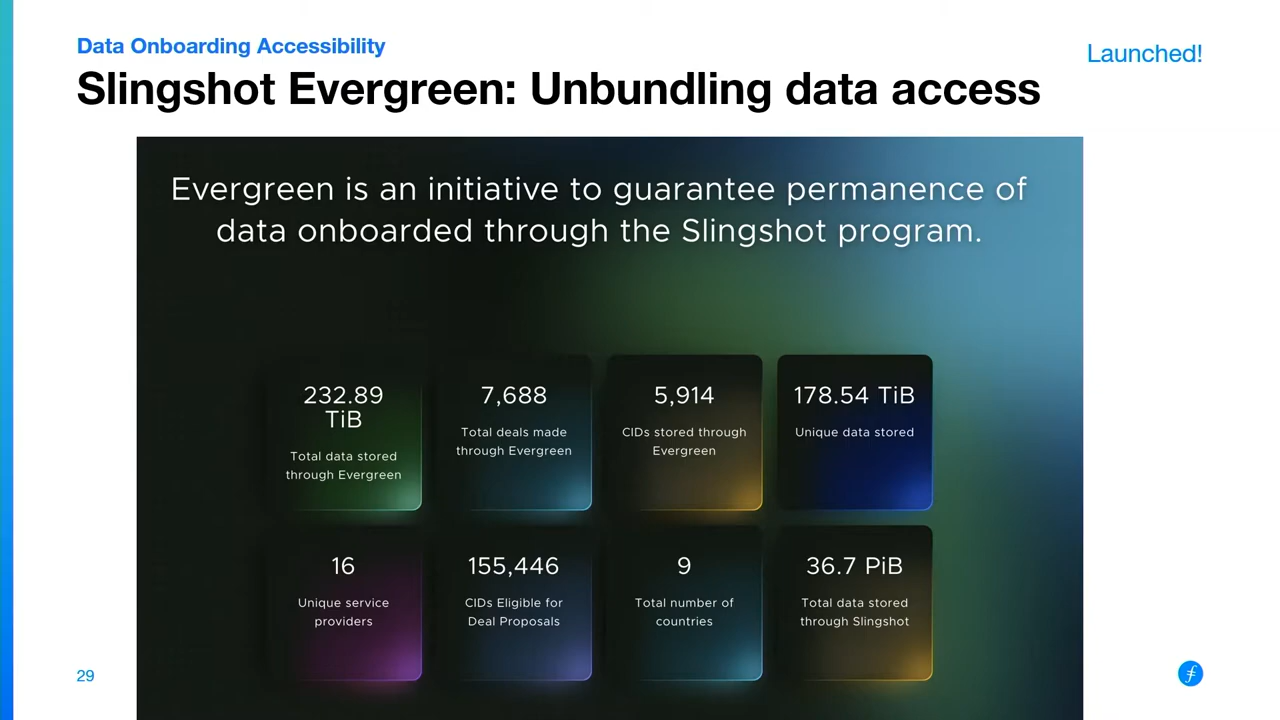 Data Onboarding Accessibility
Launched!
Slingshot Evergreen: Unbundling data access
Evergreen is an initiative to guarantee permanence of
data onboarded through the Slingshot program.
232.89
TiB
Total data stored
through Evergreen
7,688
Total deals made
through Evergreen
5,914
CIDs stored through
Evergreen
178.54 TiB
Unique data stored
16
Unique service
providers
155,446
CIDs Eligible for
Deal Proposals
9
Total number of
countries
36.7 PiB
Total data stored
through Slingshot
29